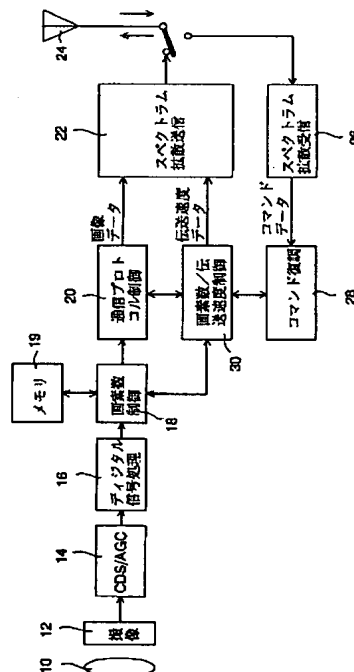 10
12
撮像
14
CDS/AGC
16
ディジタル
信号処理
19
メモリ
画素数
制御
18
20
通信プロト
コル制御
画像
データ
画素数/伝
送速度制御
30
伝送速度
データ
22
スペクトラム
拡散送信
24
コマンド
データ
コマンド復調
28
スペクトラム
拡散受信